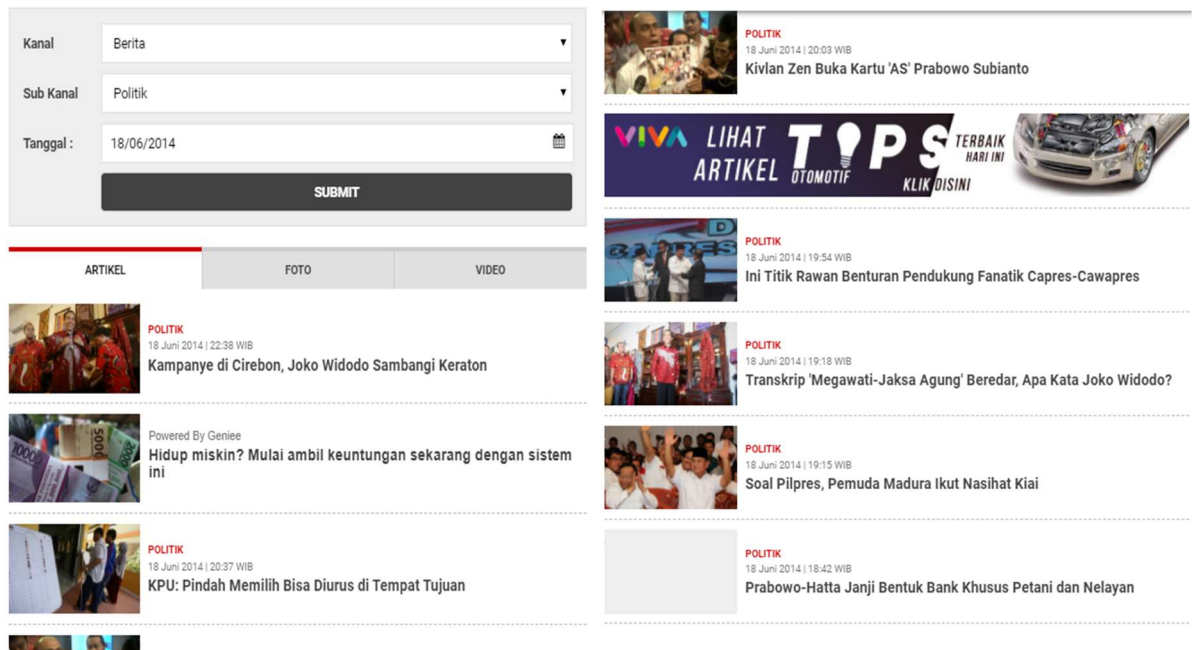 Kanal
Berita
Sub Kanal
Politik
Tanggal :
18/06/2014
SUBMIT
ARTIKEL
FOTO
VIDEO
POLITIK
18 Juni 2014 | 22:38 WIB
Kampanye di Cirebon, Joko Widodo Sambangi Keraton
Powered By Geniee
Hidup miskin? Mulai ambil keuntungan sekarang dengan sistem
ini
POLITIK
18 Juni 2014 | 20:37 WIB
KPU: Pindah Memilih Bisa Diurus di Tempat Tujuan
POLITIK
18 Juni 2014 | 20:03 WIB
Kivlan Zen Buka Kartu 'AS' Prabowo Subianto
VIVA
LIHAT
ARTIKEL
TIPS
OTOMOTIF
TERBAIK
HARI INI
KLIK DISINI
POLITIK
18 Juni 2014 | 19:54 WIB
Ini Titik Rawan Benturan Pendukung Fanatik Capres-Cawapres
POLITIK
18 Juni 2014 | 19:18 WIB
Transkrip 'Megawati-Jaksa Agung' Beredar, Apa Kata Joko Widodo?
POLITIK
18 Juni 2014 | 19:15 WIB
Soal Pilpres, Pemuda Madura Ikut Nasihat Kiai
POLITIK
18 Juni 2014 | 18:42 WIB
Prabowo-Hatta Janji Bentuk Bank Khusus Petani dan Nelayan